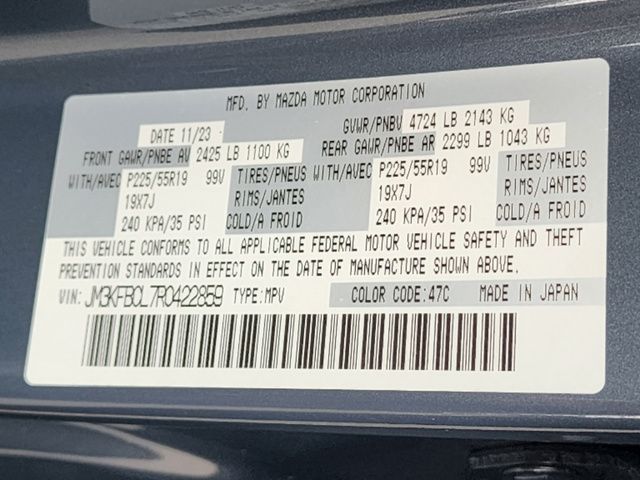 MFD. BY MAZDA MOTOR CORPORATION
DATE 11/23 GVWR/PNBV 4724 LB 2143 KG
FRONT GAWR/PNBE AV 2425 LB 1100 KG REAR GAWR/PNBE AR 2299 LB 1043 KG
WITH/AVEC P225/55R19 99V TIRES/PNEUS WITH/AVEC P225/55R19 99V TIRES/PNEUS
19X7J RIMS/JANTES 19X7J RIMS/JANTES
240 KPA/35 PSI COLD/A FROID 240 KPA/35 PSI COLD/A FROID
THIS VEHICLE CONFORMS TO ALL APPLICABLE FEDERAL MOTOR VEHICLE SAFETY AND THEFT
PREVENTION STANDARDS IN EFFECT ON THE DATE OF MANUFACTURE SHOWN ABOVE.
VIN: JM3KFBCL7R0422859 TYPE:MPV COLOR CODE:47C MADE IN JAPAN